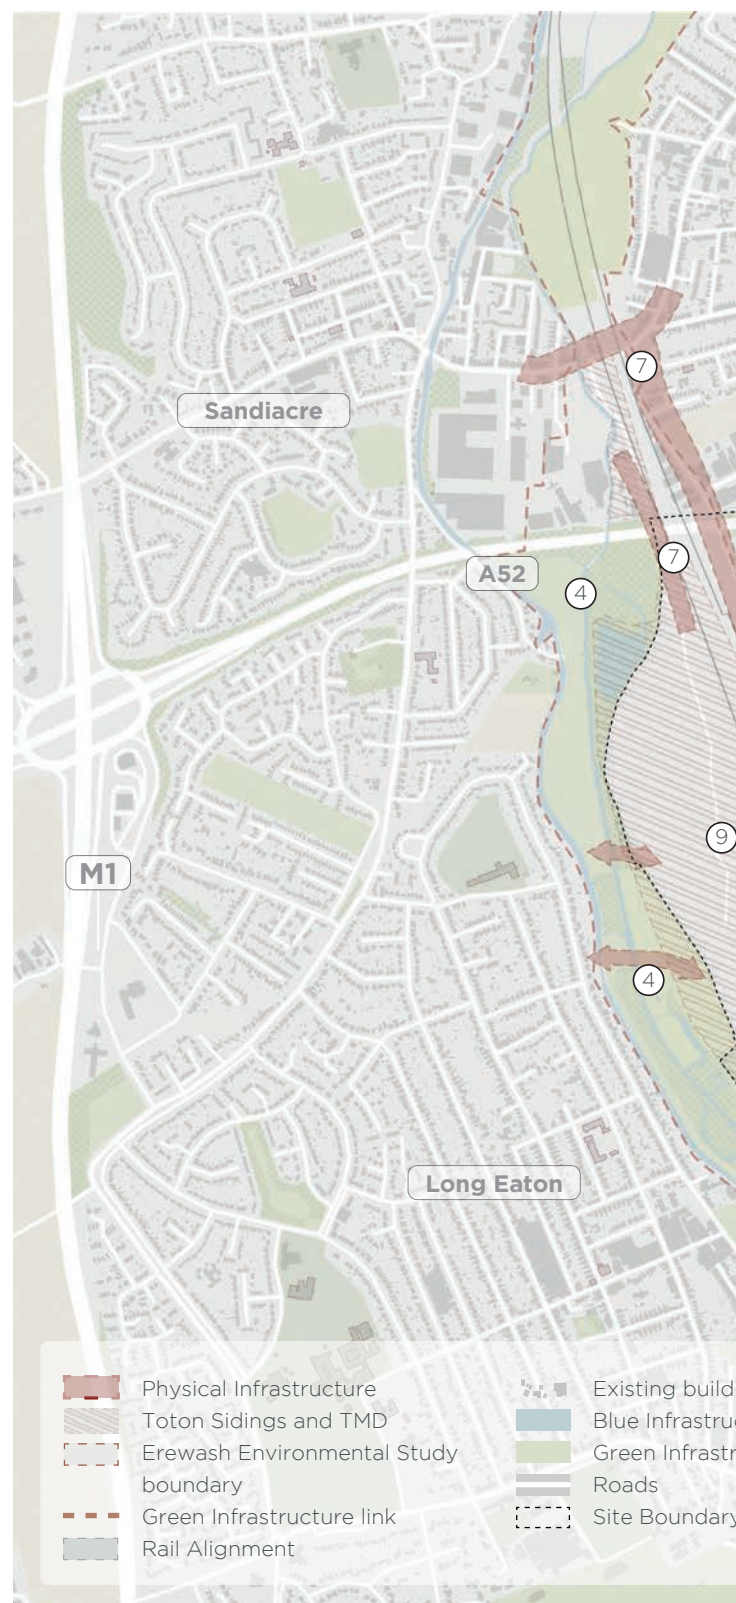 7
Sandiacre
7
A52
4
9
M1
4
Long Eaton
Physical Infrastructure
Toton Sidings and TMD
Erewash Environmental Study
boundary
Green Infrastructure link
Rail Alignment
Existing build
Blue Infrastru
Green Infrastr
Roads
Site Boundary